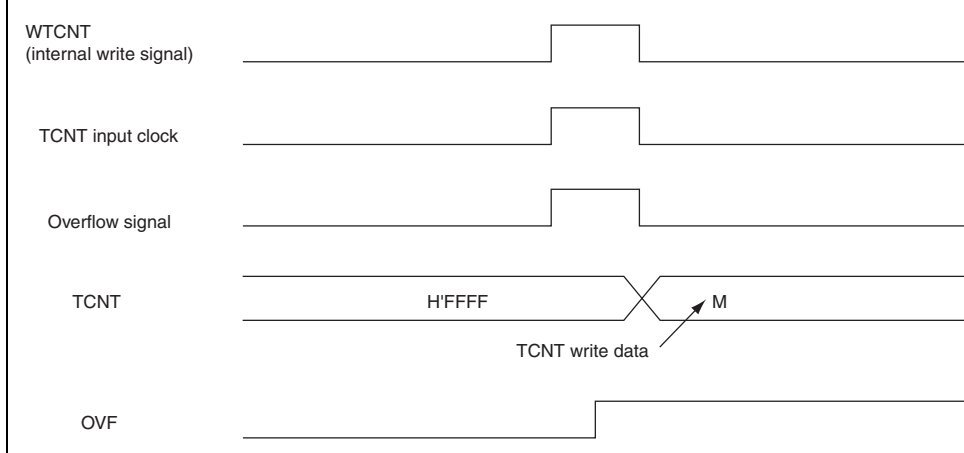 WTCNT
(internal write signal)
TCNT input clock
Overflow signal
TCNT
H'FFFF
M
TCNT write data
OVF